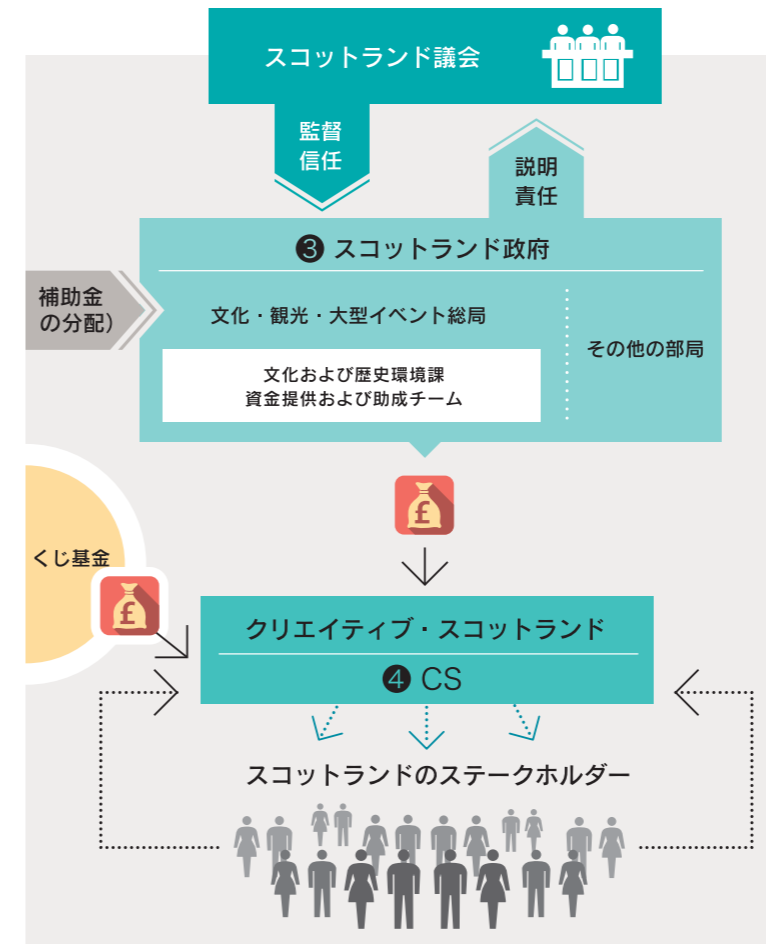 スコットランド議会
監督
信任
説明
責任
❸ スコットランド政府
補助金
の分配)
文化・観光・大型イベント総局
その他の部局
文化および歴史環境課
資金提供および助成チーム
£
くじ基金
£
クリエイティブ・スコットランド
❹ CS
スコットランドのステークホルダー